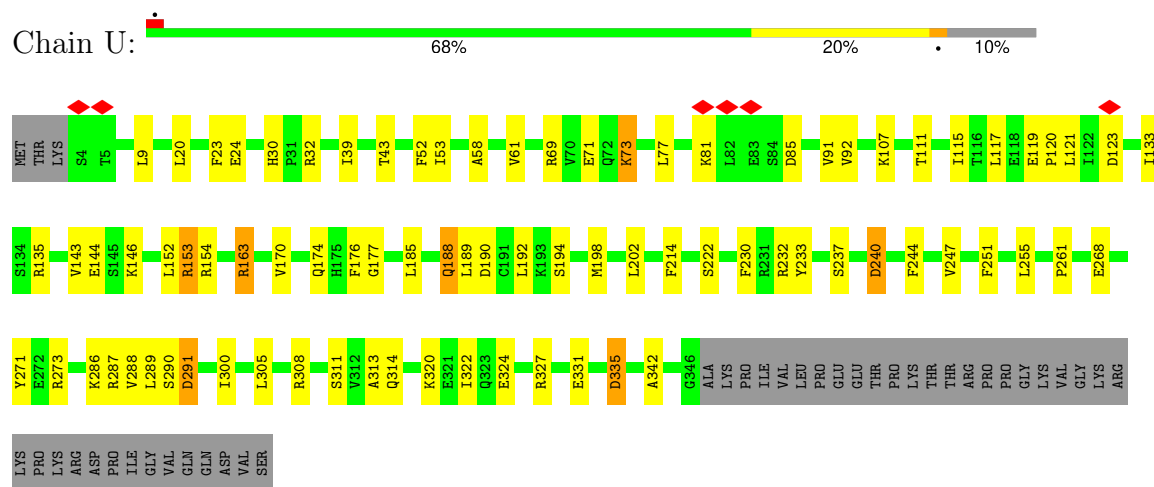 Chain U:
68% 20% • 10%
MET THR LYS S4 T5 L9 L20 F23 E24 H30 P31 R32 I39 T43 F52 I53 A58 V61 R69 V70 E71 Q72 K73 L77 K81 L82 E83 S84 D85 V91 V92 K107 T111 I115 T116 L117 E118 E119 P120 L121 I122 D123 I133
S134 R135 V143 E144 S145 K146 L152 R153 R154 R163 V170 Q174 H175 F176 G177 L185 Q188 L189 D190 C191 L192 K193 S194 M198 L202 F214 S222 F230 R231 R232 Y233 S237 D240 F244 V247 F251 L255 P261 E268
Y271 E272 R273 K286 R287 V288 L289 S290 D291 I300 L305 R308 S311 V312 A313 Q314 K320 E321 I322 Q323 E324 R327 E331 D335 A342 G346 ALA LYS PRO ILE VAL LEU PRO GLU GLU THR PRO LYS THR THR ARG PRO PRO GLY LYS VAL GLY LYS ARG
LYS PRO LYS ARG ASP PRO ILE GLY VAL GLN GLN ASP VAL SER